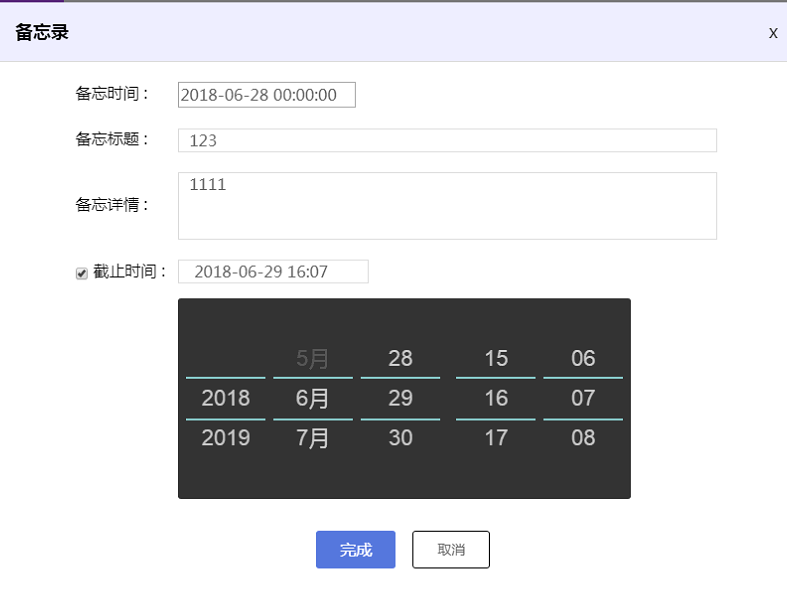 备忘录 X
备忘时间： 2018-06-28 00:00:00
备忘标题： 123
备忘详情： 1111
截止时间： 2018-06-29 16:07
5月 28 15 06
2018 6月 29 16 07
2019 7月 30 17 08
完成 取消